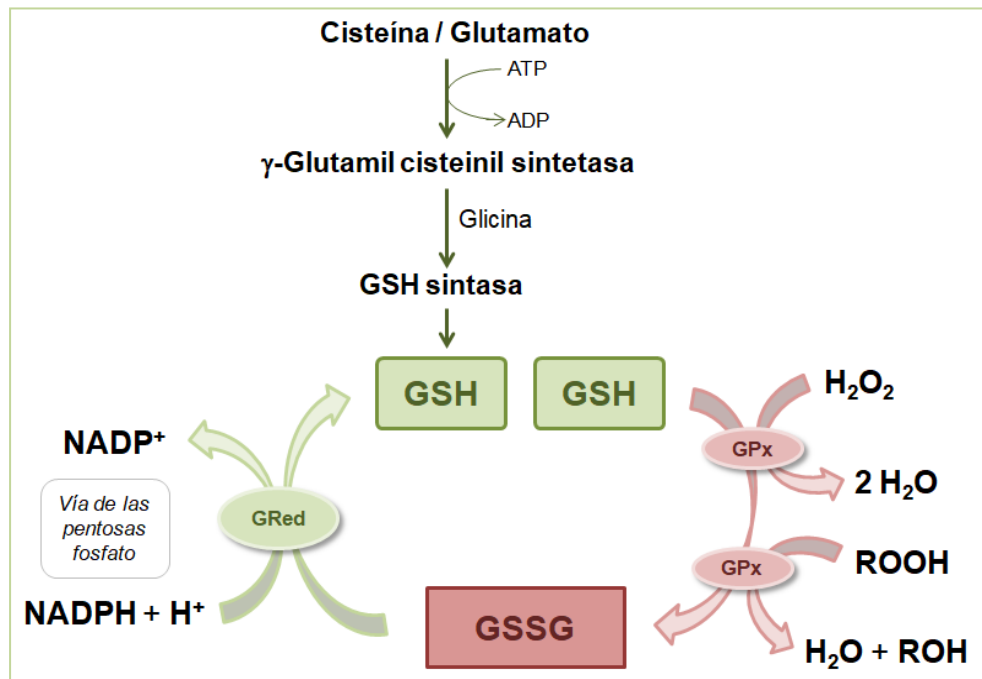 Cisteína / Glutamato
ATP
ADP
γ-Glutamil cisteinil sintetasa
Glicina
GSH sintasa
GSH
GSH
H₂O₂
NADP⁺
GPx
2 H₂O
Vía de las
pentosas
fosfato
GRed
GPx
ROOH
NADPH + H⁺
GSSG
H₂O + ROH